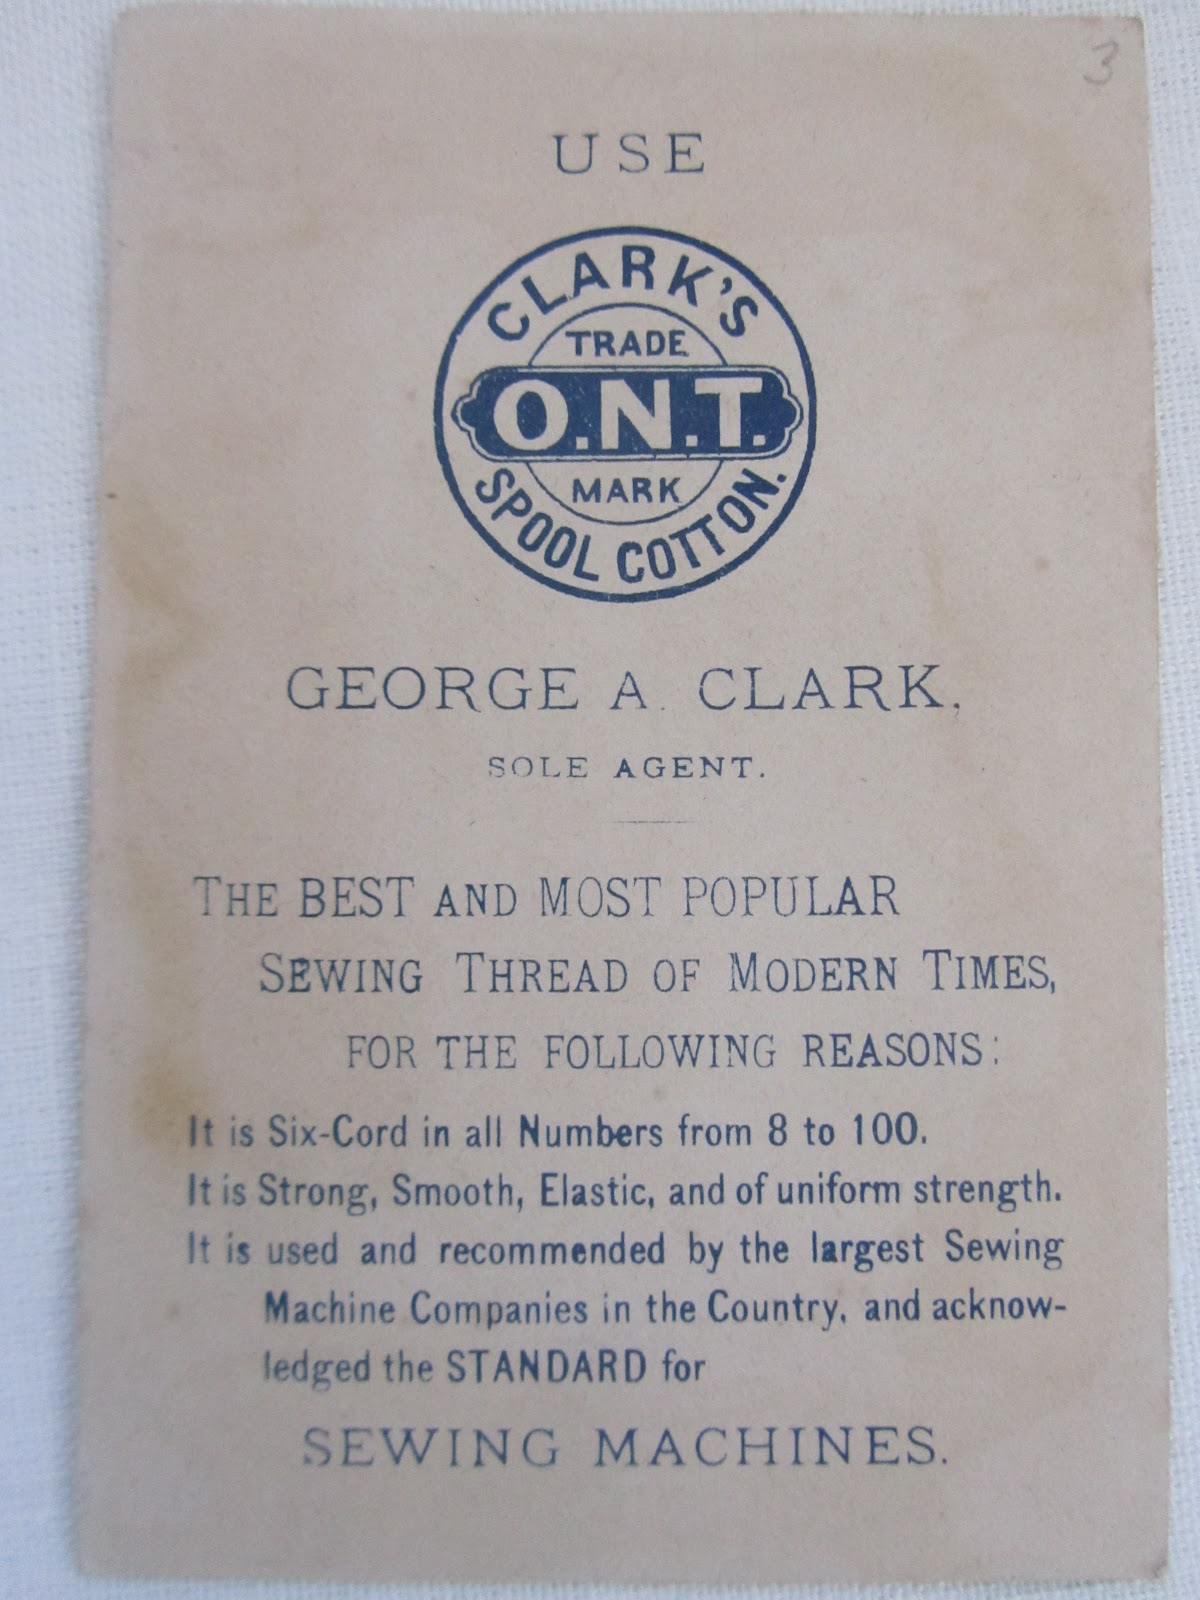 3
USE
CLARK'S
TRADE
O.N.T.
MARK
SPOOL COTTON.
GEORGE A. CLARK,
SOLE AGENT.
THE BEST AND MOST POPULAR
SEWING THREAD OF MODERN TIMES,
FOR THE FOLLOWING REASONS:
It is Six-Cord in all Numbers from 8 to 100.
It is Strong, Smooth, Elastic, and of uniform strength.
It is used and recommended by the largest Sewing
Machine Companies in the Country, and acknow-
ledged the STANDARD for
SEWING MACHINES.